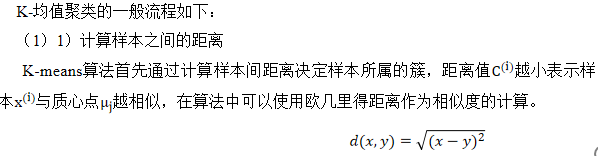 K-均值聚类的一般流程如下：
（1）1）计算样本之间的距离
K-means算法首先通过计算样本间距离决定样本所属的簇，距离值C⁽ⁱ⁾越小表示样
本x⁽ⁱ⁾与质心点μⱼ越相似，在算法中可以使用欧几里得距离作为相似度的计算。
d(x, y) = √(x − y)²